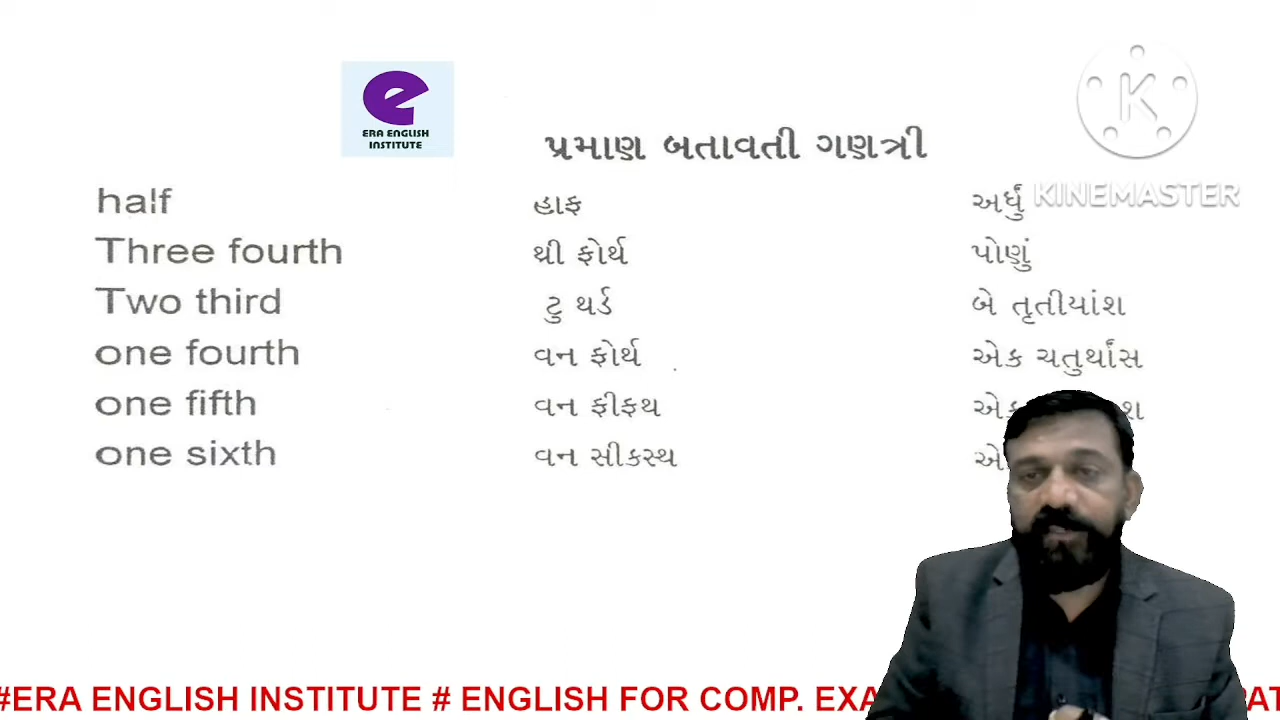 ERA ENGLISH
INSTITUTE
પ્રમાણ બતાવતી ગણત્રી
KINEMASTER
half હાફ અર્ધું
Three fourth થ્રી ફોર્થ પોણું
Two third ટુ થર્ડ બે તૃતીયાંશ
one fourth વન ફોર્થ એક ચતુર્થાંસ
one fifth વન ફીફથ
one sixth વન સીકસ્થ
#ERA ENGLISH INSTITUTE # ENGLISH FOR COMP.